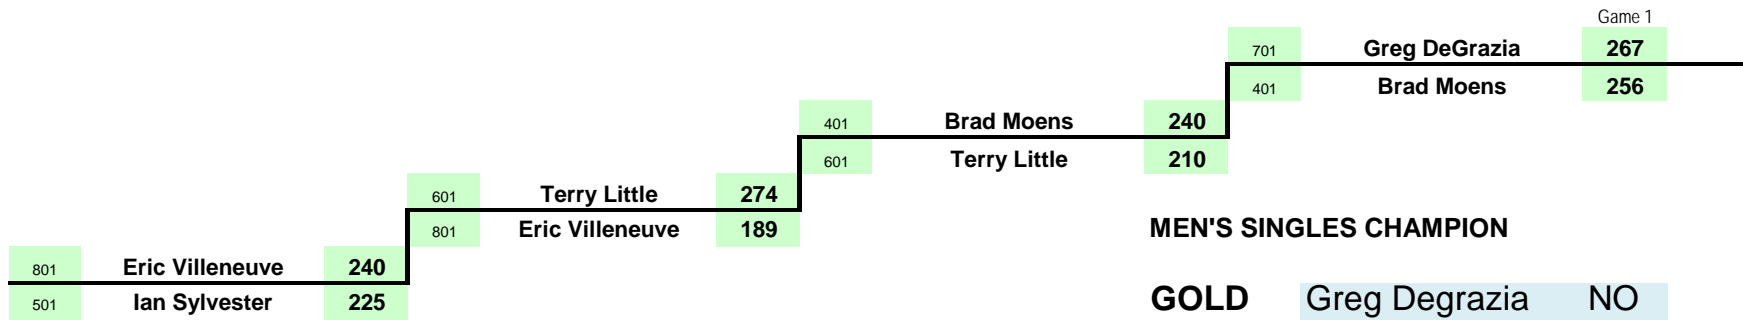 Game 1
701 Greg DeGrazia 267
401 Brad Moens 256
401 Brad Moens 240
601 Terry Little 210
601 Terry Little 274
801 Eric Villeneuve 189
MEN'S SINGLES CHAMPION
801 Eric Villeneuve 240
501 Ian Sylvester 225
GOLD Greg Degrazia NO